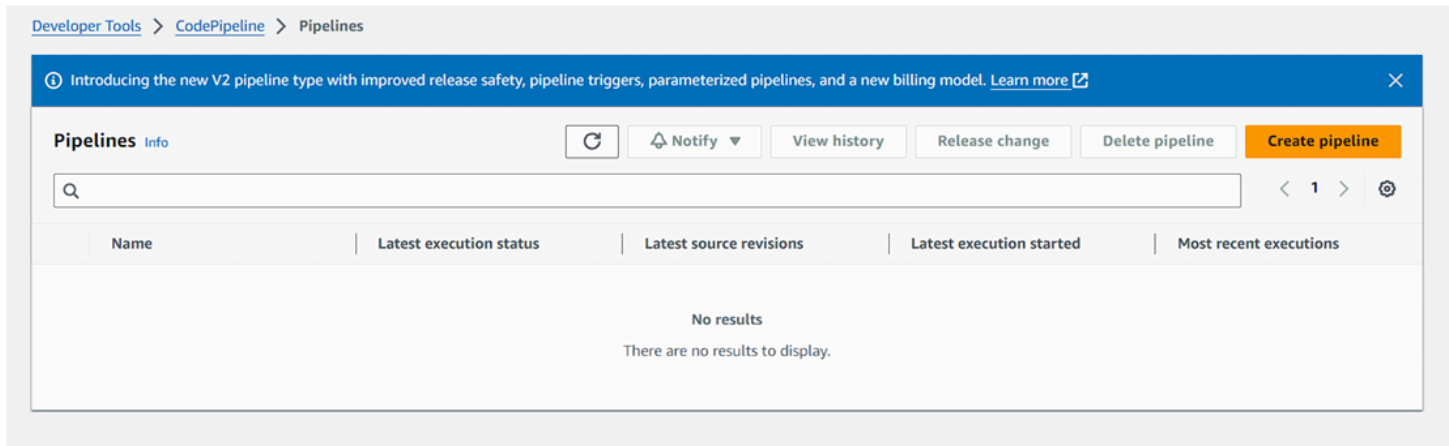 Developer Tools > CodePipeline > Pipelines
Introducing the new V2 pipeline type with improved release safety, pipeline triggers, parameterized pipelines, and a new billing model. Learn more
Pipelines Info Notify ▼ View history Release change Delete pipeline Create pipeline
< 1 >
Name Latest execution status Latest source revisions Latest execution started Most recent executions
No results
There are no results to display.